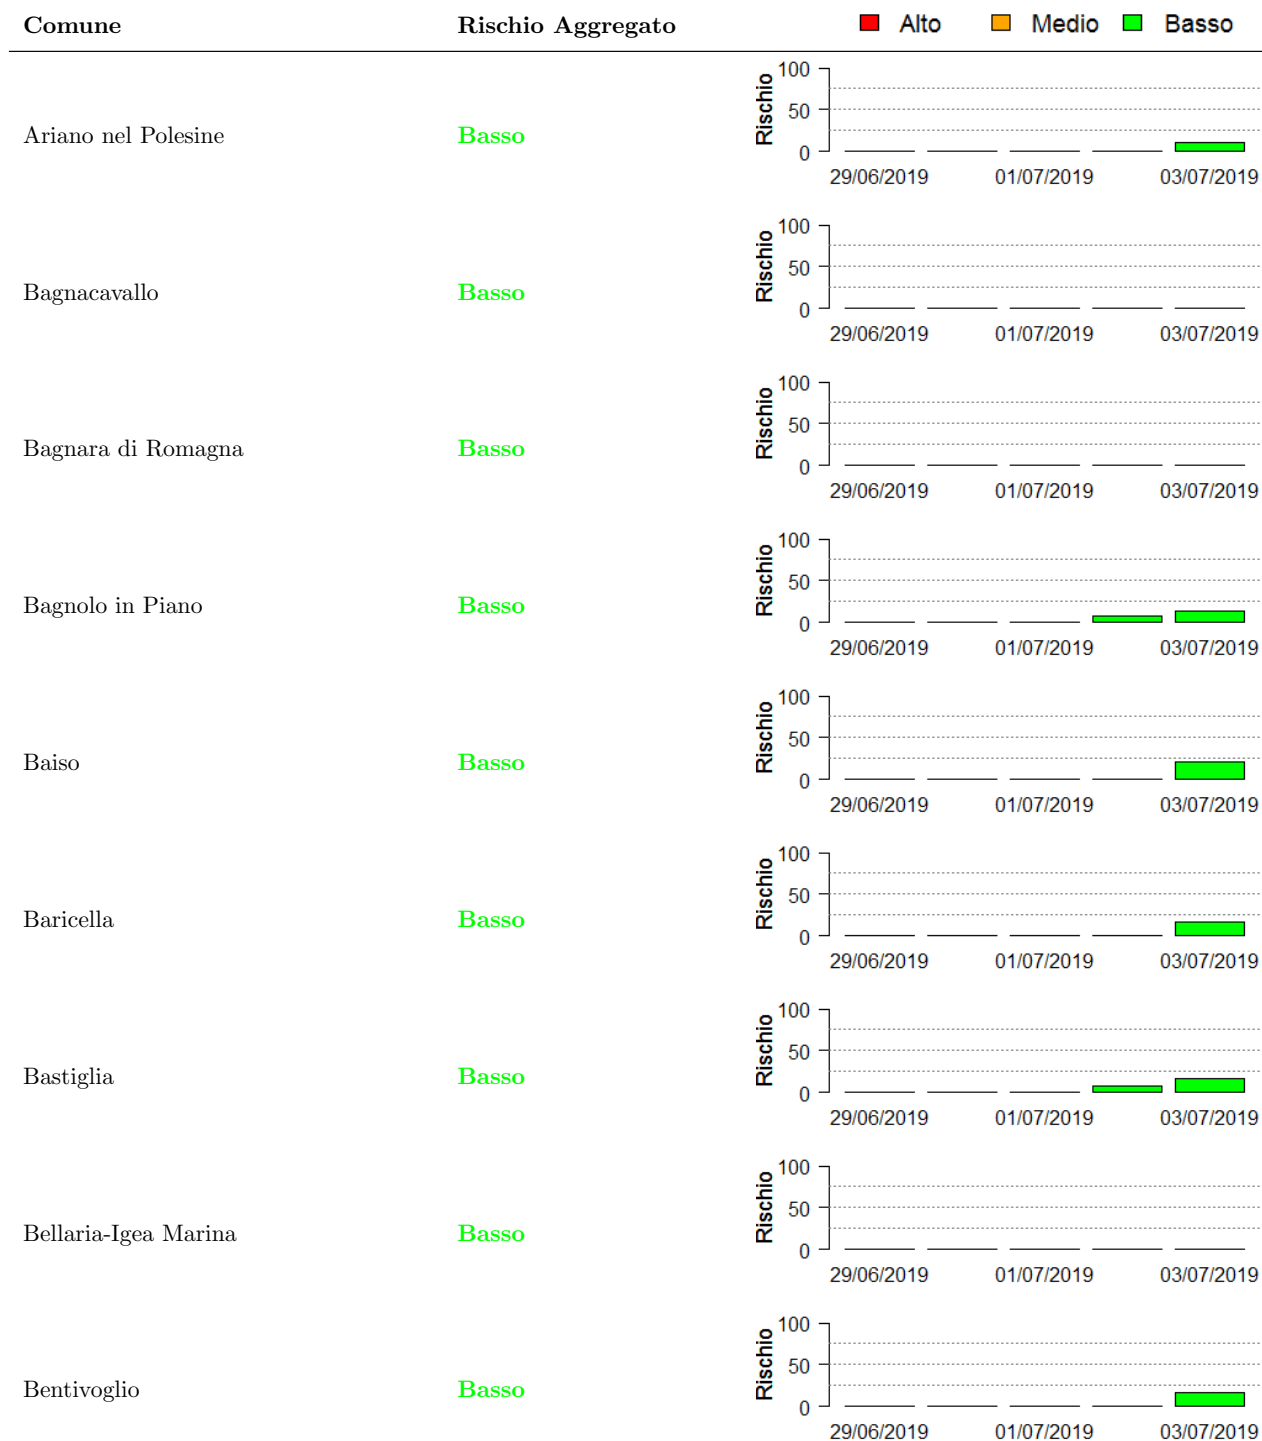 Comune Rischio Aggregato Alto Medio Basso
Ariano nel Polesine Basso
Rischio
100
50
0
29/06/2019 01/07/2019 03/07/2019
Bagnacavallo Basso
Rischio
100
50
0
29/06/2019 01/07/2019 03/07/2019
Bagnara di Romagna Basso
Rischio
100
50
0
29/06/2019 01/07/2019 03/07/2019
Bagnolo in Piano Basso
Rischio
100
50
0
29/06/2019 01/07/2019 03/07/2019
Baiso Basso
Rischio
100
50
0
29/06/2019 01/07/2019 03/07/2019
Baricella Basso
Rischio
100
50
0
29/06/2019 01/07/2019 03/07/2019
Bastiglia Basso
Rischio
100
50
0
29/06/2019 01/07/2019 03/07/2019
Bellaria-Igea Marina Basso
Rischio
100
50
0
29/06/2019 01/07/2019 03/07/2019
Bentivoglio Basso
Rischio
100
50
0
29/06/2019 01/07/2019 03/07/2019